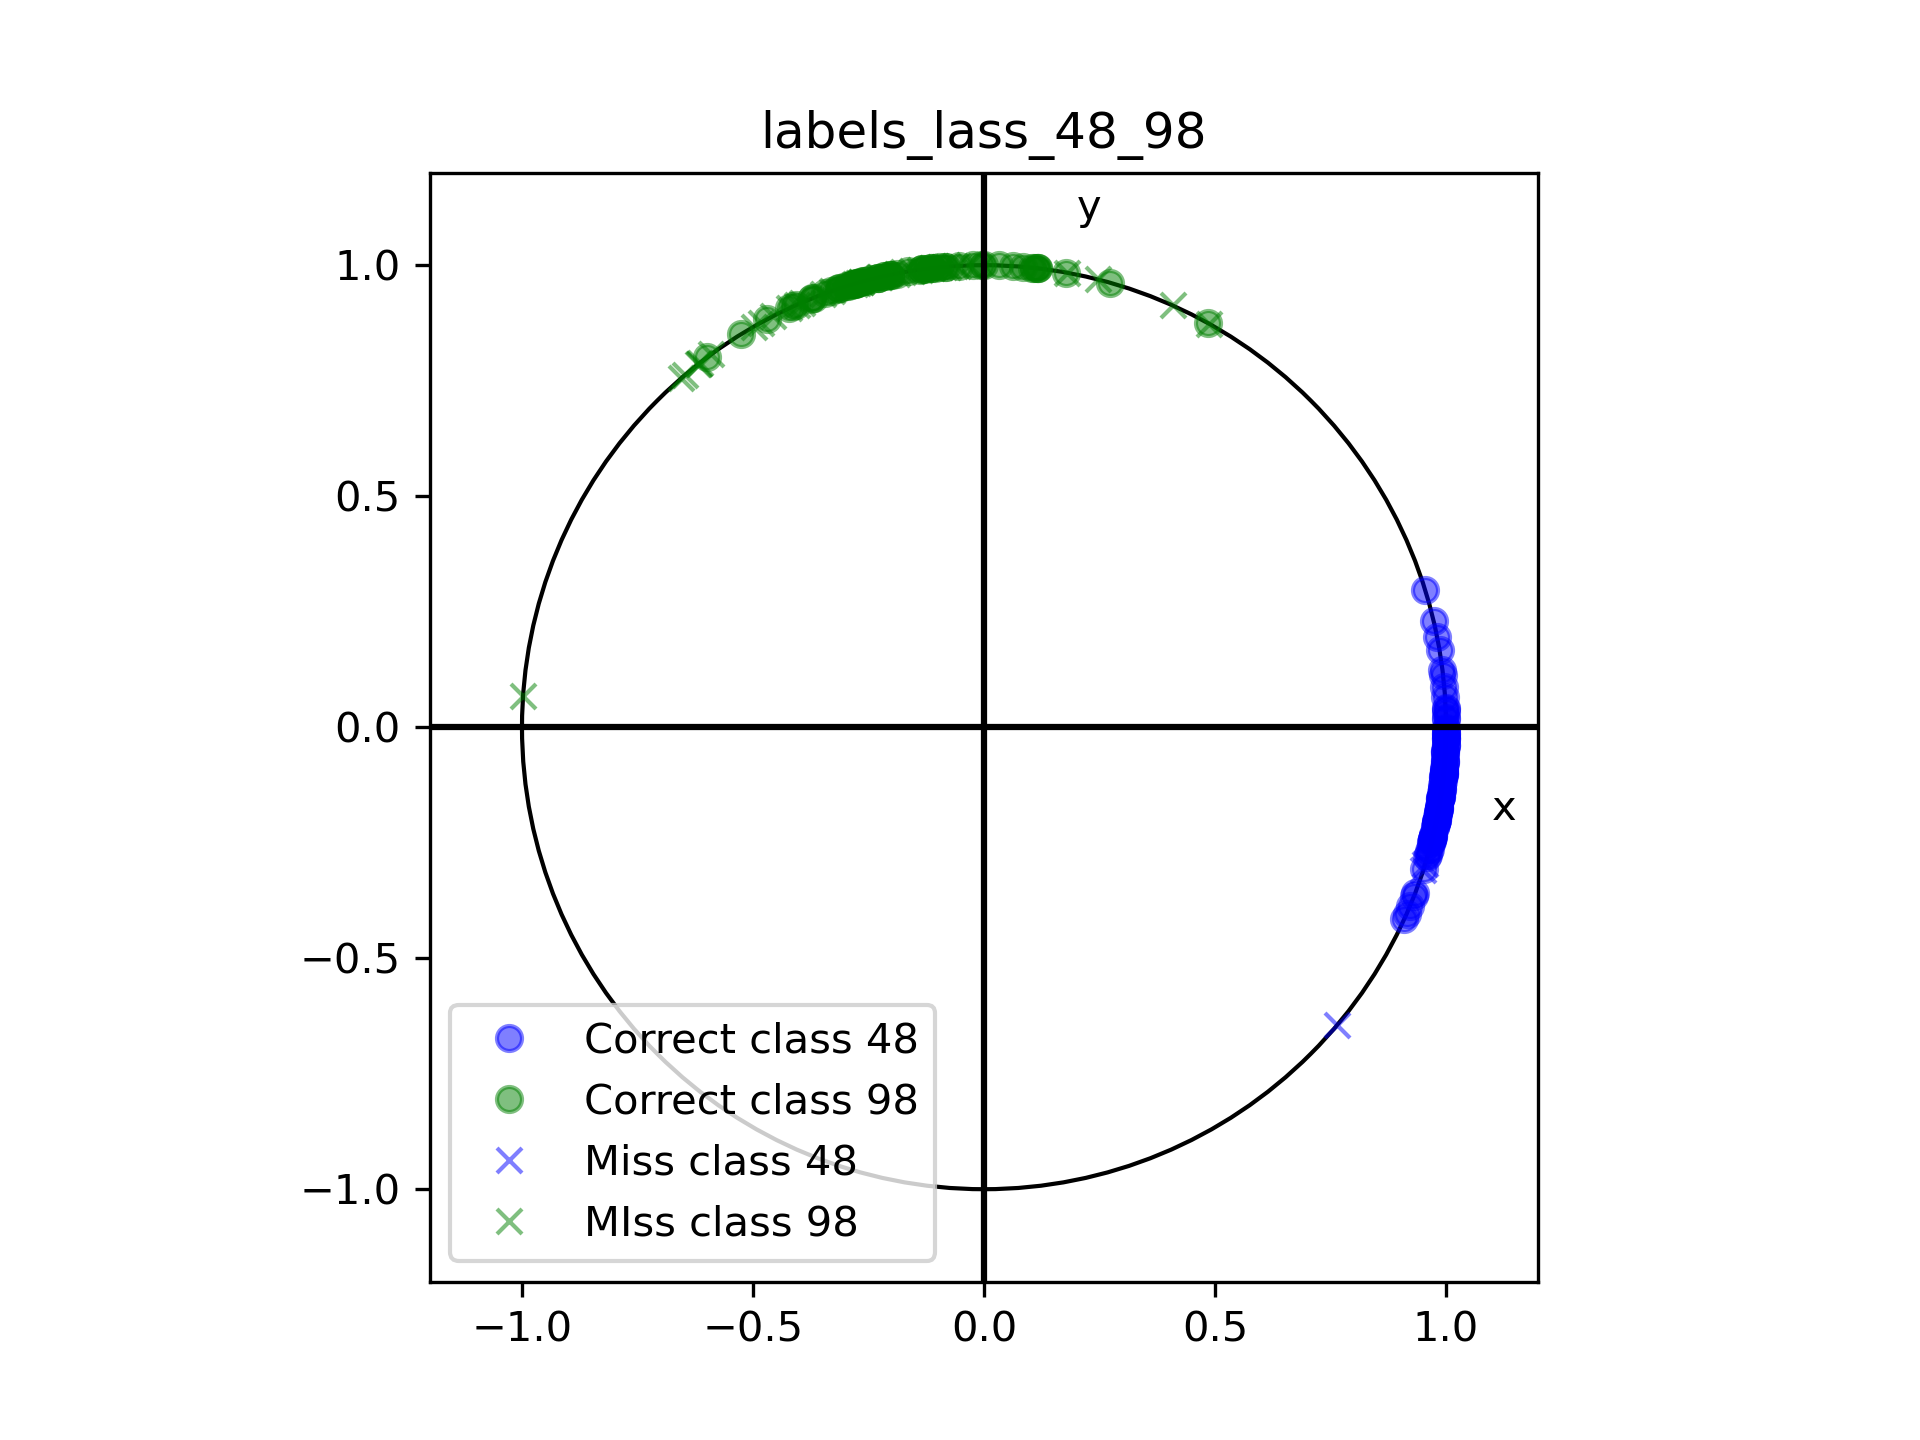 labels_lass_48_98
y
1.0
0.5
0.0
−0.5
−1.0
x
Correct class 48
Correct class 98
Miss class 48
MIss class 98
−1.0 −0.5 0.0 0.5 1.0